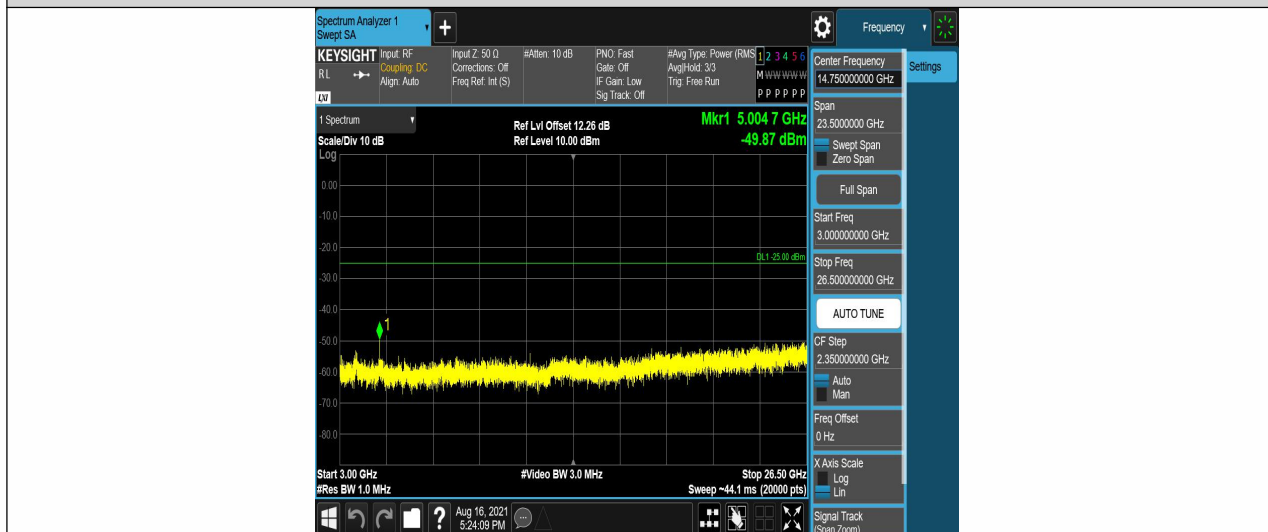 Spectrum Analyzer 1
Swept SA
Frequency
KEYSIGHT
RL
LXI
Input: RF
Coupling: DC
Align: Auto
Input Z: 50 Ω
Corrections: Off
Freq Ref: Int (S)
#Atten: 10 dB
PNO: Fast
Gate: Off
IF Gain: Low
Sig Track: Off
#Avg Type: Power (RMS
Avg|Hold: 3/3
Trig: Free Run
1 2 3 4 5 6
M W W W W W
P P P P P P
1 Spectrum
Scale/Div 10 dB
Log
Ref Lvl Offset 12.26 dB
Ref Level 10.00 dBm
Mkr1 5.004 7 GHz
-49.87 dBm
0.00
-10.0
-20.0
DL1 -25.00 dBm
-30.0
-40.0
1
-50.0
-60.0
-70.0
-80.0
Start 3.00 GHz
#Res BW 1.0 MHz
#Video BW 3.0 MHz
Stop 26.50 GHz
Sweep ~44.1 ms (20000 pts)
Aug 16, 2021
5:24:09 PM
?
Center Frequency
14.750000000 GHz
Settings
Span
23.5000000 GHz
Swept Span
Zero Span
Full Span
Start Freq
3.000000000 GHz
Stop Freq
26.500000000 GHz
AUTO TUNE
CF Step
2.350000000 GHz
Auto
Man
Freq Offset
0 Hz
X Axis Scale
Log
Lin
Signal Track
(Span Zoom)